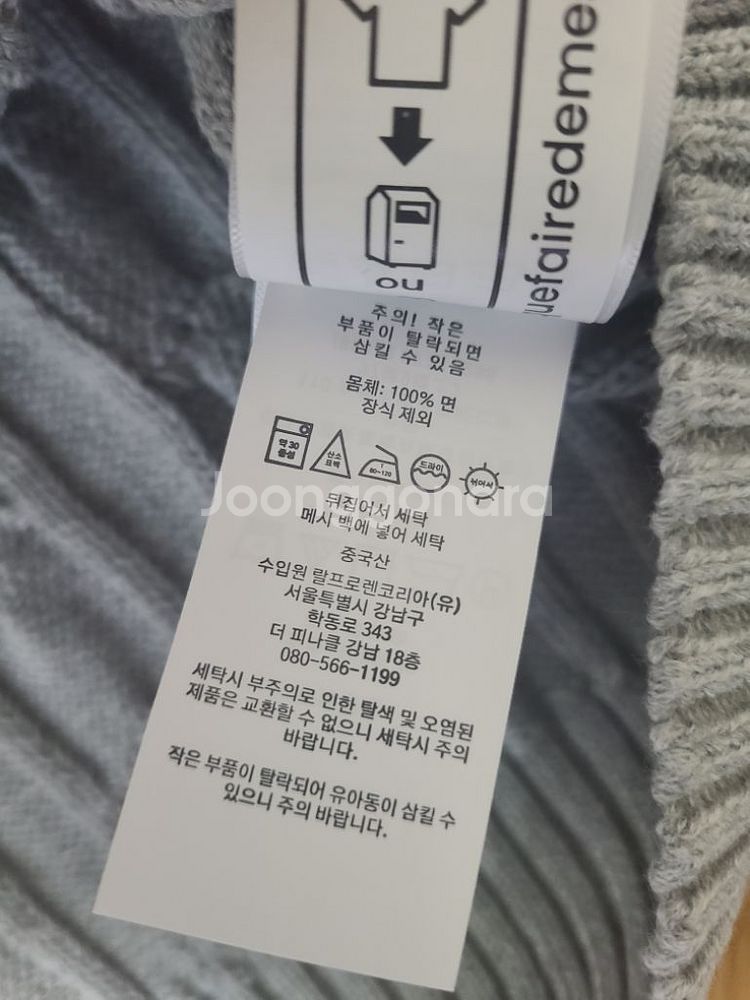 uefairedeme
ou
주의! 작은
부품이 탈락되면
삼킬 수 있음
몸체: 100% 면
장식 제외
약 30
중성
산소
표백
80~120
드라이
뉘어서
Joonggonara
뒤집어서 세탁
메시 백에 넣어 세탁
중국산
수입원 랄프로렌코리아(유)
서울특별시 강남구
학동로 343
더 피나클 강남 18층
080-566-1199
세탁시 부주의로 인한 탈색 및 오염된
제품은 교환할 수 없으니 세탁시 주의
바랍니다.
작은 부품이 탈락되어 유아동이 삼킬 수
있으니 주의 바랍니다.